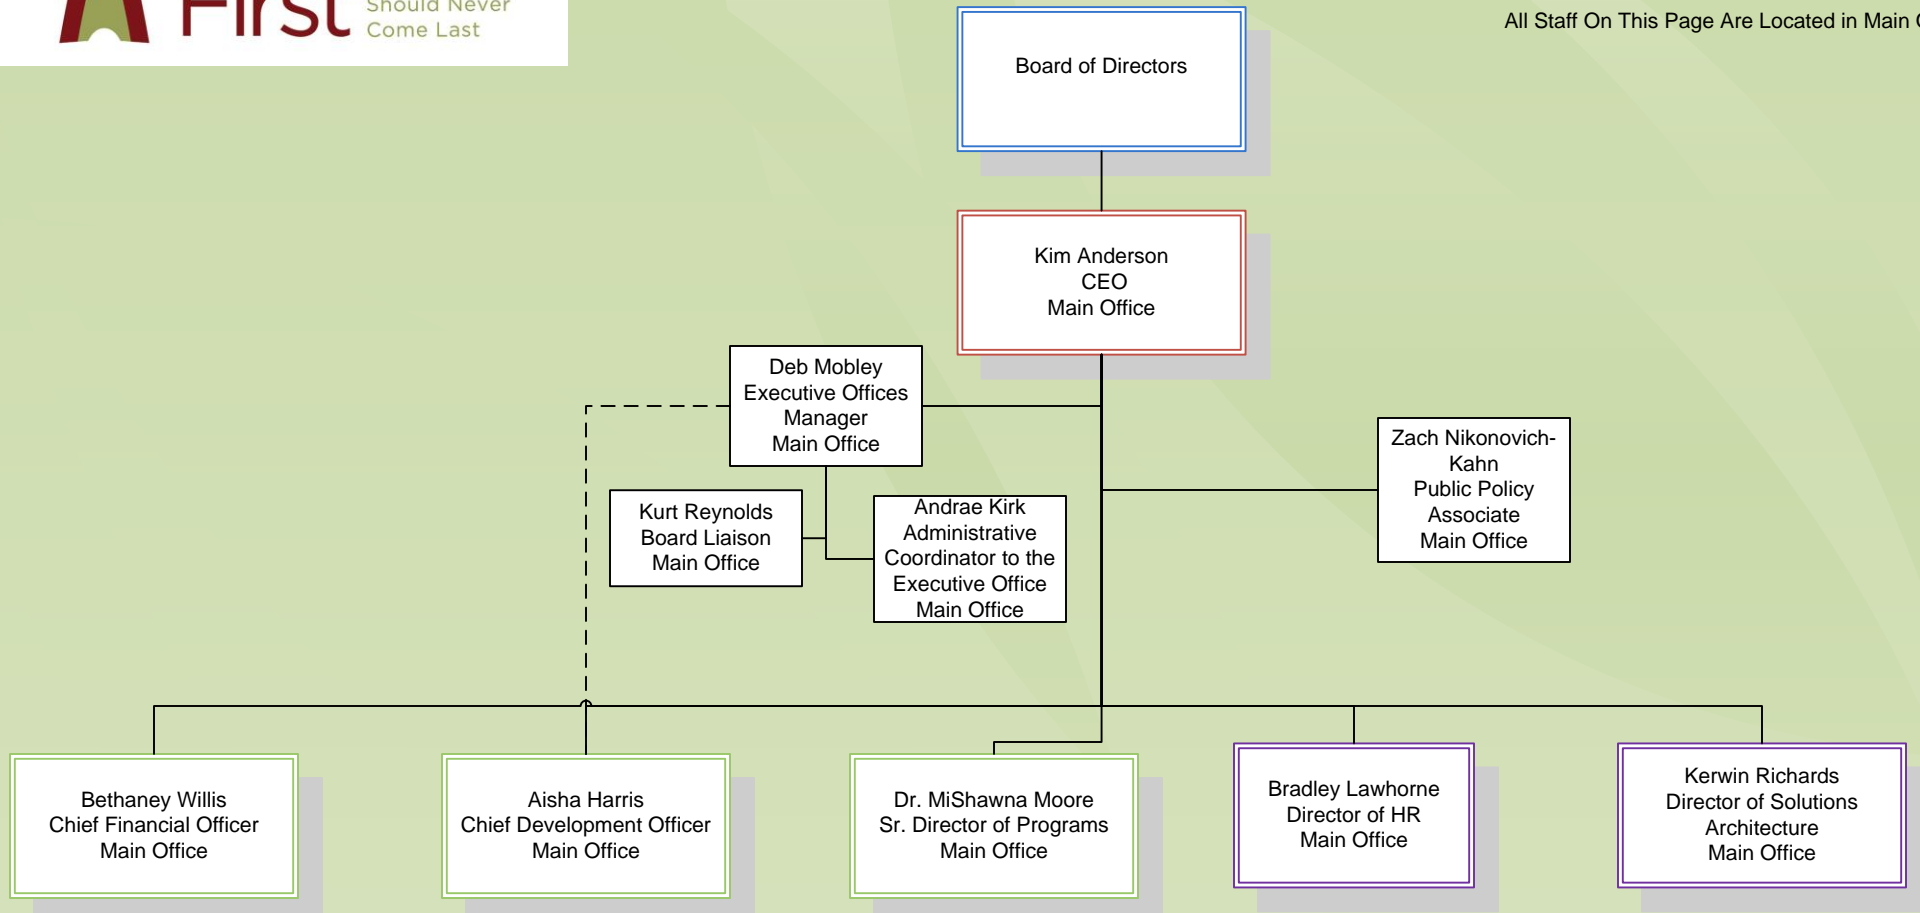 First
Should Never
Come Last
All Staff On This Page Are Located in Main
Board of Directors
Kim Anderson
CEO
Main Office
Deb Mobley
Executive Offices
Manager
Main Office
Zach Nikonovich-
Kahn
Public Policy
Associate
Main Office
Kurt Reynolds
Board Liaison
Main Office
Andrae Kirk
Administrative
Coordinator to the
Executive Office
Main Office
Bethaney Willis
Chief Financial Officer
Main Office
Aisha Harris
Chief Development Officer
Main Office
Dr. MiShawna Moore
Sr. Director of Programs
Main Office
Bradley Lawhorne
Director of HR
Main Office
Kerwin Richards
Director of Solutions
Architecture
Main Office